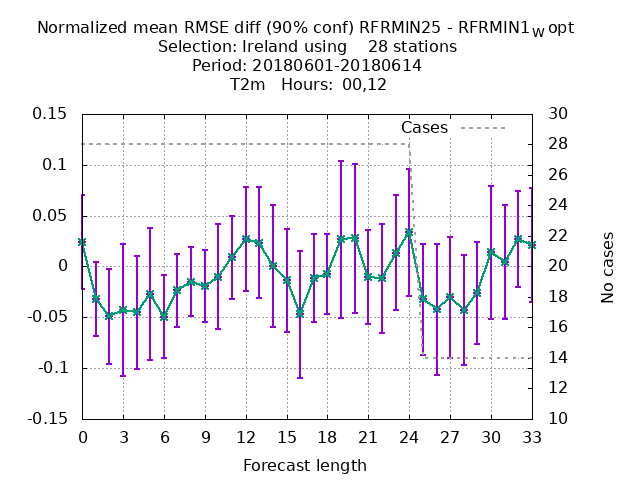 Normalized mean RMSE diff (90% conf) RFRMIN25 - RFRMIN1w opt
Selection: Ireland using 28 stations
Period: 20180601-20180614
T2m Hours: 00,12
Cases
0.15
0.1
0.05
0
-0.05
-0.1
-0.15
30
28
26
24
22
20
18
16
14
12
10
No cases
0 3 6 9 12 15 18 21 24 27 30 33
Forecast length